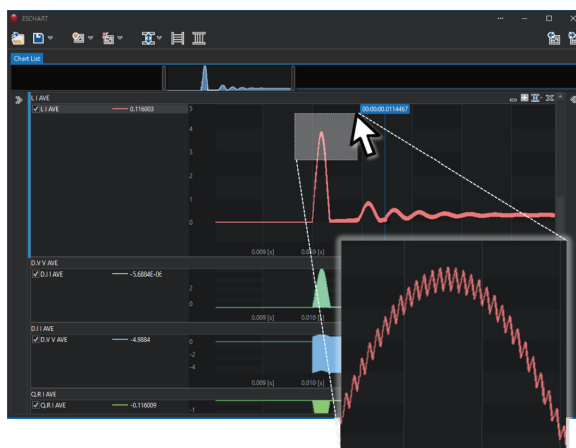 ESCHART
Chart List
L I AVE
L I AVE 0.116003
00:00:00.0114467
5
4
3
2
1
0
0.009 [s] 0.010 [s]
D.V V AVE
D.J I AVE -5.6884E-06
2
0
0.009 [s] 0.010 [s]
D.I I AVE
D.V V AVE -4.9884
0
-2
-4
0.009 [s] 0.010 [s]
Q.R I AVE
Q.R I AVE -0.116009
-1